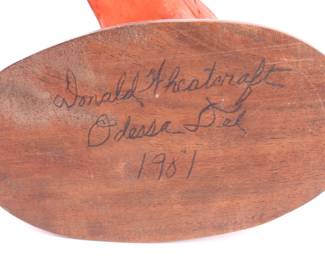 Donald Wheatcraft
Odessa Del
1981